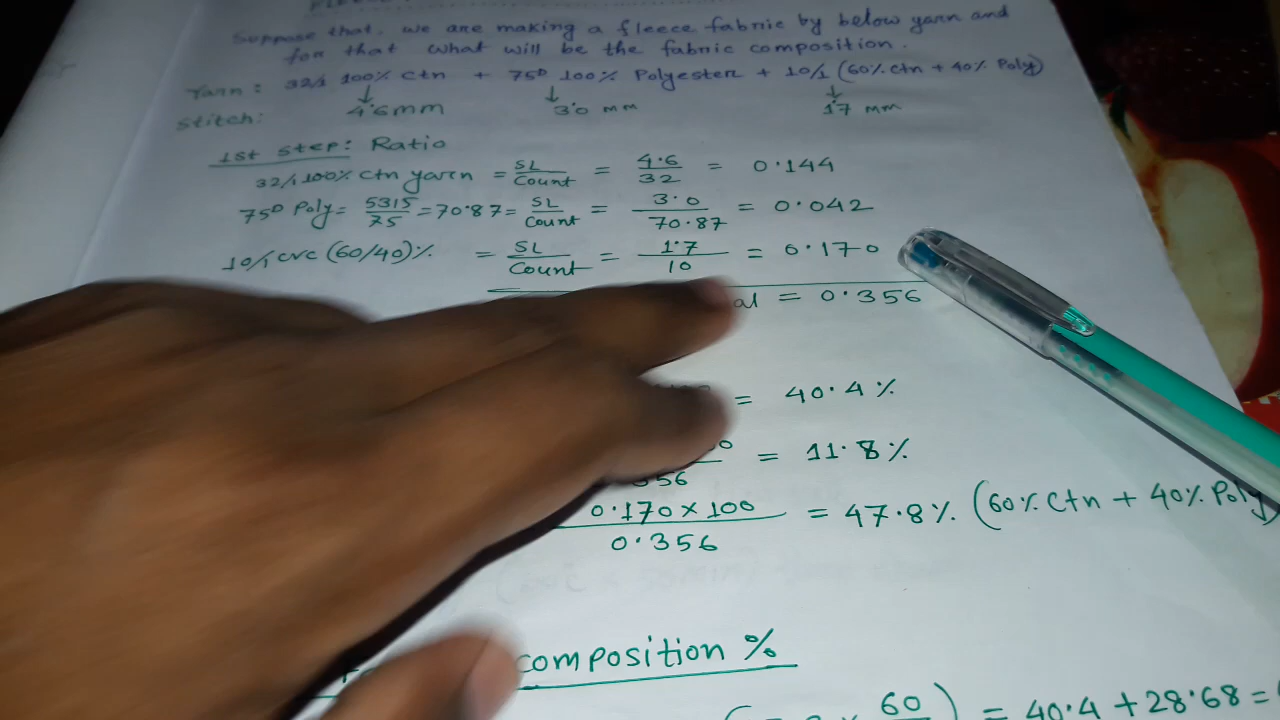 Suppose that, we are making a fleece fabric by below yarn and
for that what will be the fabric composition.
Yarn: 32/1 100% Ctn + 75D 100% Polyester + 10/1 (60% Ctn + 40% Poly)
↓ ↓ ↓
Stitch: 4.6mm 3.0 mm 1.7 mm
1st step: Ratio
32/1 100% Ctn yarn = SL/Count = 4.6/32 = 0.144
75D Poly = 5315/75 = 70.87 = SL/Count = 3.0/70.87 = 0.042
10/1 CVC (60/40)% = SL/Count = 1.7/10 = 0.170
= 0.356
= 40.4%
= 11.8%
0.170 x 100/0.356 = 47.8% (60% Ctn + 40% Poly
composition %
60 ) = 40.4 + 28.68 =